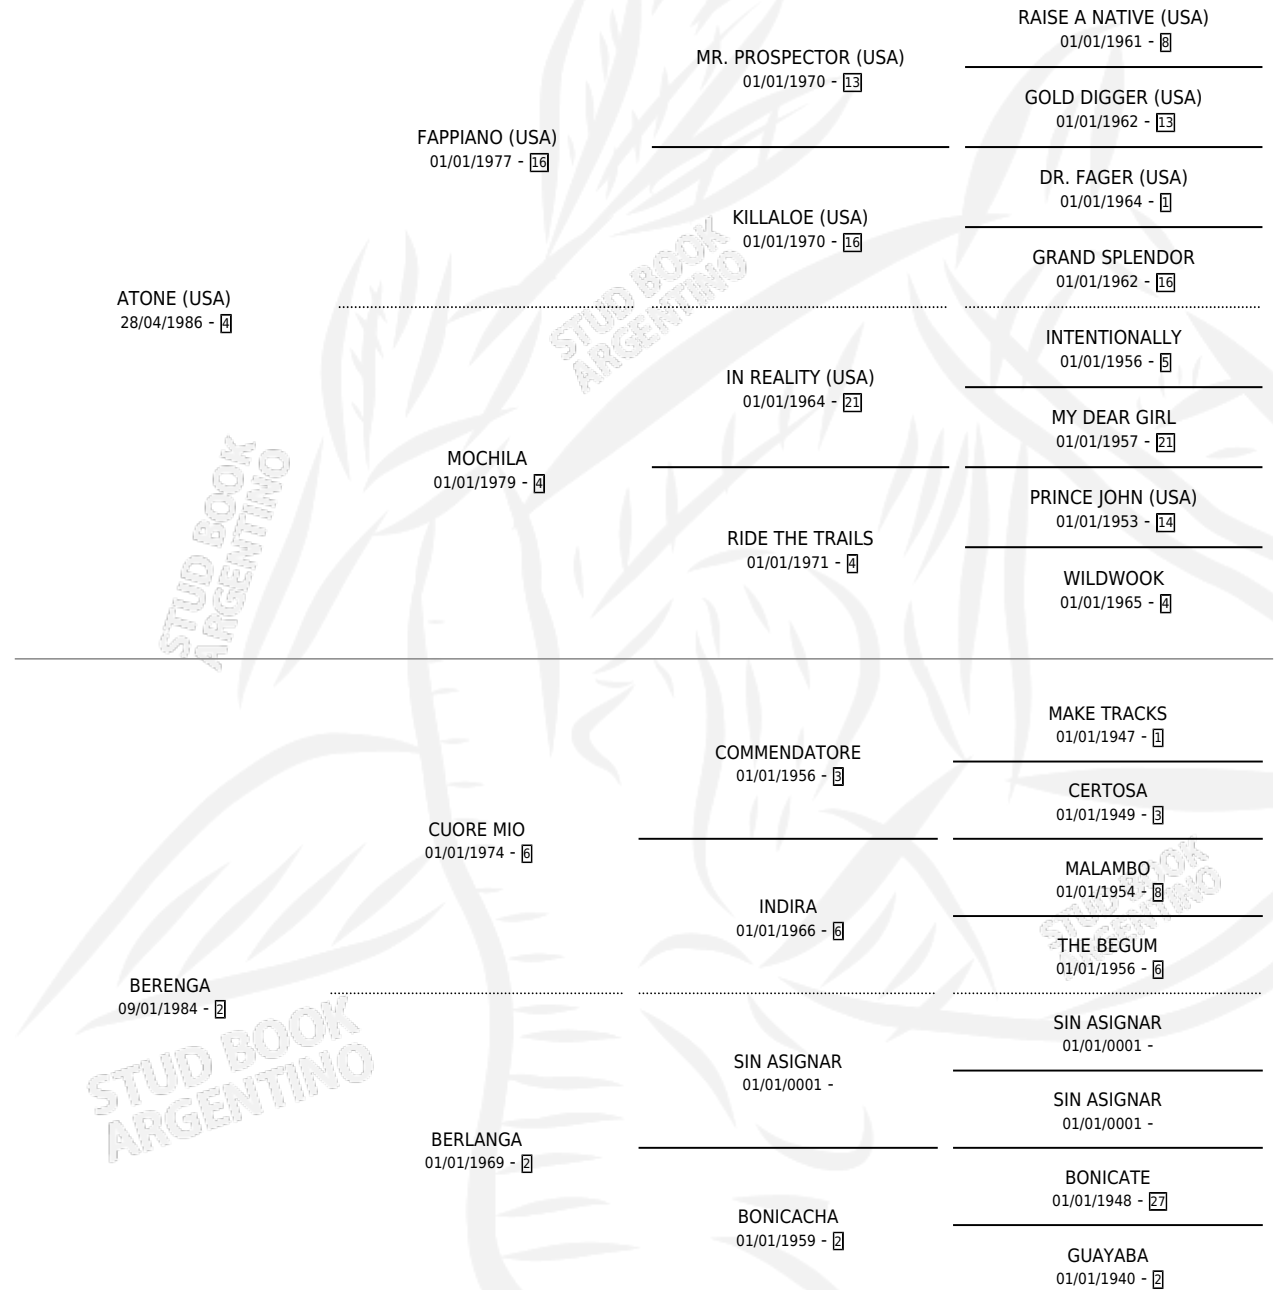 RAISE A NATIVE (USA)
01/01/1961 - 8
MR. PROSPECTOR (USA)
01/01/1970 - 13
GOLD DIGGER (USA)
01/01/1962 - 13
FAPPIANO (USA)
01/01/1977 - 16
DR. FAGER (USA)
01/01/1964 - 1
KILLALOE (USA)
01/01/1970 - 16
GRAND SPLENDOR
01/01/1962 - 16
ATONE (USA)
28/04/1986 - 4
INTENTIONALLY
01/01/1956 - 5
IN REALITY (USA)
01/01/1964 - 21
MY DEAR GIRL
01/01/1957 - 21
MOCHILA
01/01/1979 - 4
PRINCE JOHN (USA)
01/01/1953 - 14
RIDE THE TRAILS
01/01/1971 - 4
WILDWOOK
01/01/1965 - 4
STUD BOOK
ARGENTINO
STUD BOOK
ARGENTINO
MAKE TRACKS
01/01/1947 - 1
COMMENDATORE
01/01/1956 - 3
CERTOSA
01/01/1949 - 3
CUORE MIO
01/01/1974 - 6
MALAMBO
01/01/1954 - 8
INDIRA
01/01/1966 - 6
THE BEGUM
01/01/1956 - 6
BERENGA
09/01/1984 - 2
SIN ASIGNAR
01/01/0001 -
SIN ASIGNAR
01/01/0001 -
SIN ASIGNAR
01/01/0001 -
BERLANGA
01/01/1969 - 2
BONICATE
01/01/1948 - 27
BONICACHA
01/01/1959 - 2
GUAYABA
01/01/1940 - 2
STUD BOOK
ARGENTINO
STUD BOOK
ARGENTINO